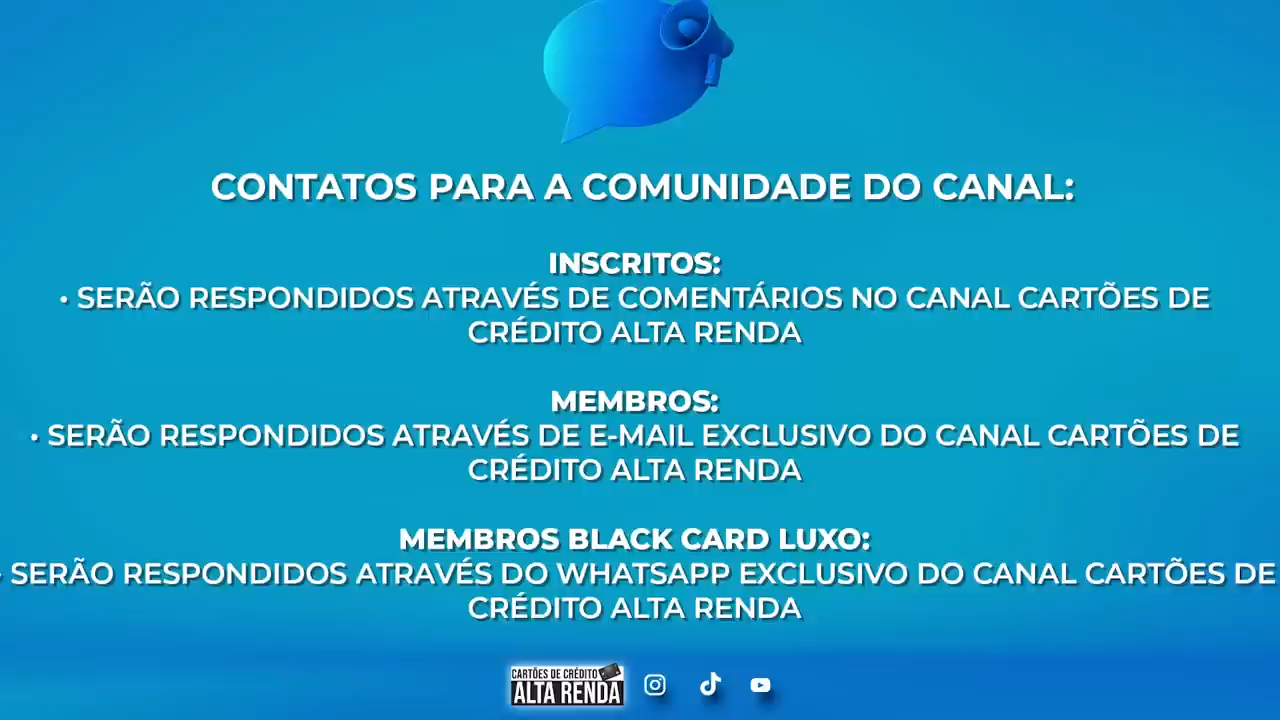 CONTATOS PARA A COMUNIDADE DO CANAL:
INSCRITOS:
• SERÃO RESPONDIDOS ATRAVÉS DE COMENTÁRIOS NO CANAL CARTÕES DE
CRÉDITO ALTA RENDA
MEMBROS:
• SERÃO RESPONDIDOS ATRAVÉS DE E-MAIL EXCLUSIVO DO CANAL CARTÕES DE
CRÉDITO ALTA RENDA
MEMBROS BLACK CARD LUXO:
• SERÃO RESPONDIDOS ATRAVÉS DO WHATSAPP EXCLUSIVO DO CANAL CARTÕES DE
CRÉDITO ALTA RENDA
CARTÕES DE CRÉDITO
ALTA RENDA